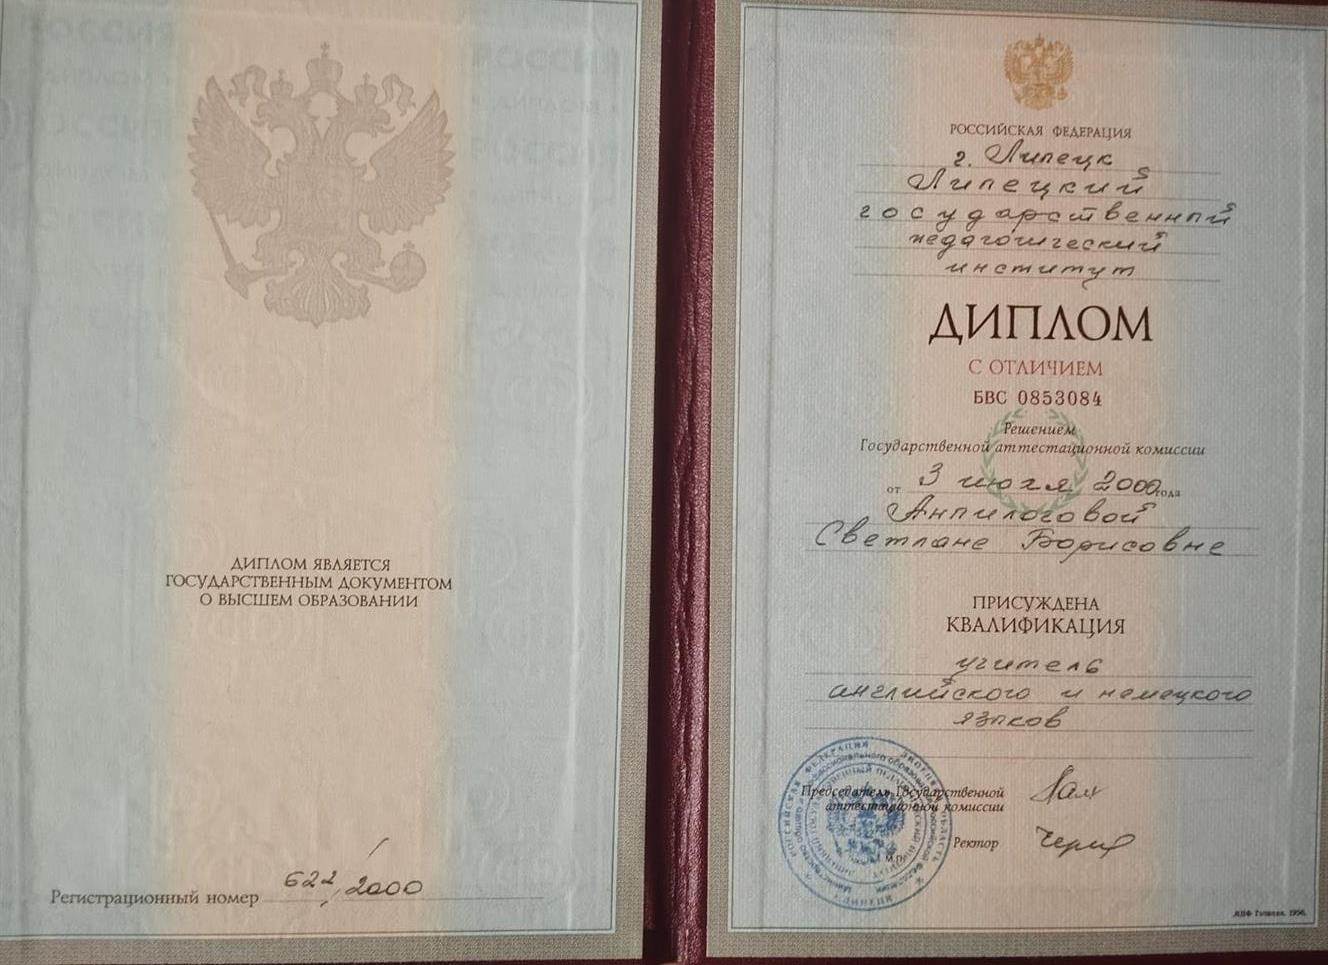 ДИПЛОМ ЯВЛЯЕТСЯ
ГОСУДАРСТВЕННЫМ ДОКУМЕНТОМ
О ВЫСШЕМ ОБРАЗОВАНИИ
Регистрационный номер 622/2000
РОССИЙСКАЯ ФЕДЕРАЦИЯ
г. Липецк
Липецкий
государственный
педагогический
институт
ДИПЛОМ
С ОТЛИЧИЕМ
БВС 0853084
Решением
Государственной аттестационной комиссии
от 3 июля 2000 года
Анпилоговой
Светлане Борисовне
ПРИСУЖДЕНА
КВАЛИФИКАЦИЯ
учитель
английского и немецкого
языков
Председатель Государственной
аттестационной комиссии
Ректор
М.П.